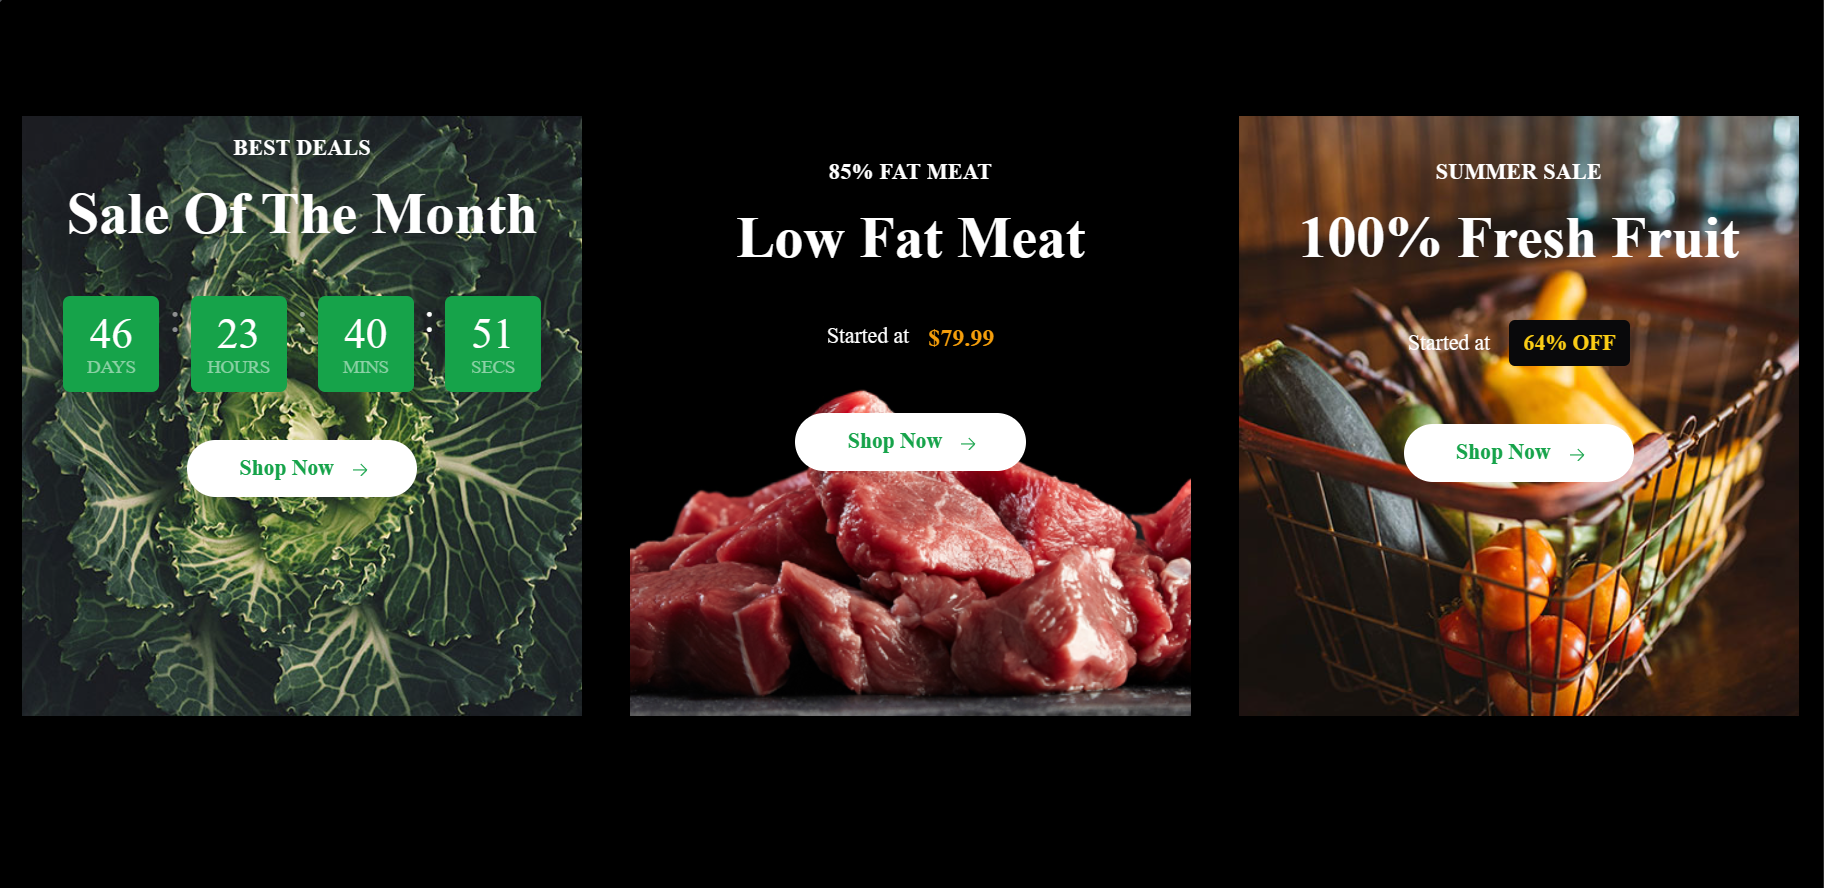 BEST DEALS
Sale Of The Month
46 : 23 : 40 : 51
DAYS HOURS MINS SECS
Shop Now →
85% FAT MEAT
Low Fat Meat
Started at $79.99
Shop Now →
SUMMER SALE
100% Fresh Fruit
Started at 64% OFF
Shop Now →